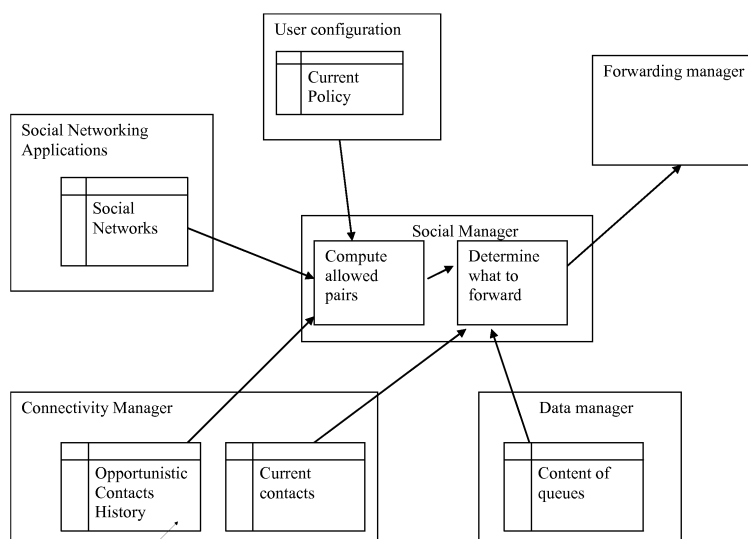 User configuration
Current
Policy
Forwarding manager
Social Networking
Applications
Social
Networks
Social Manager
Compute
allowed
pairs
Determine
what to
forward
Connectivity Manager
Opportunistic
Contacts
History
Current
contacts
Data manager
Content of
queues